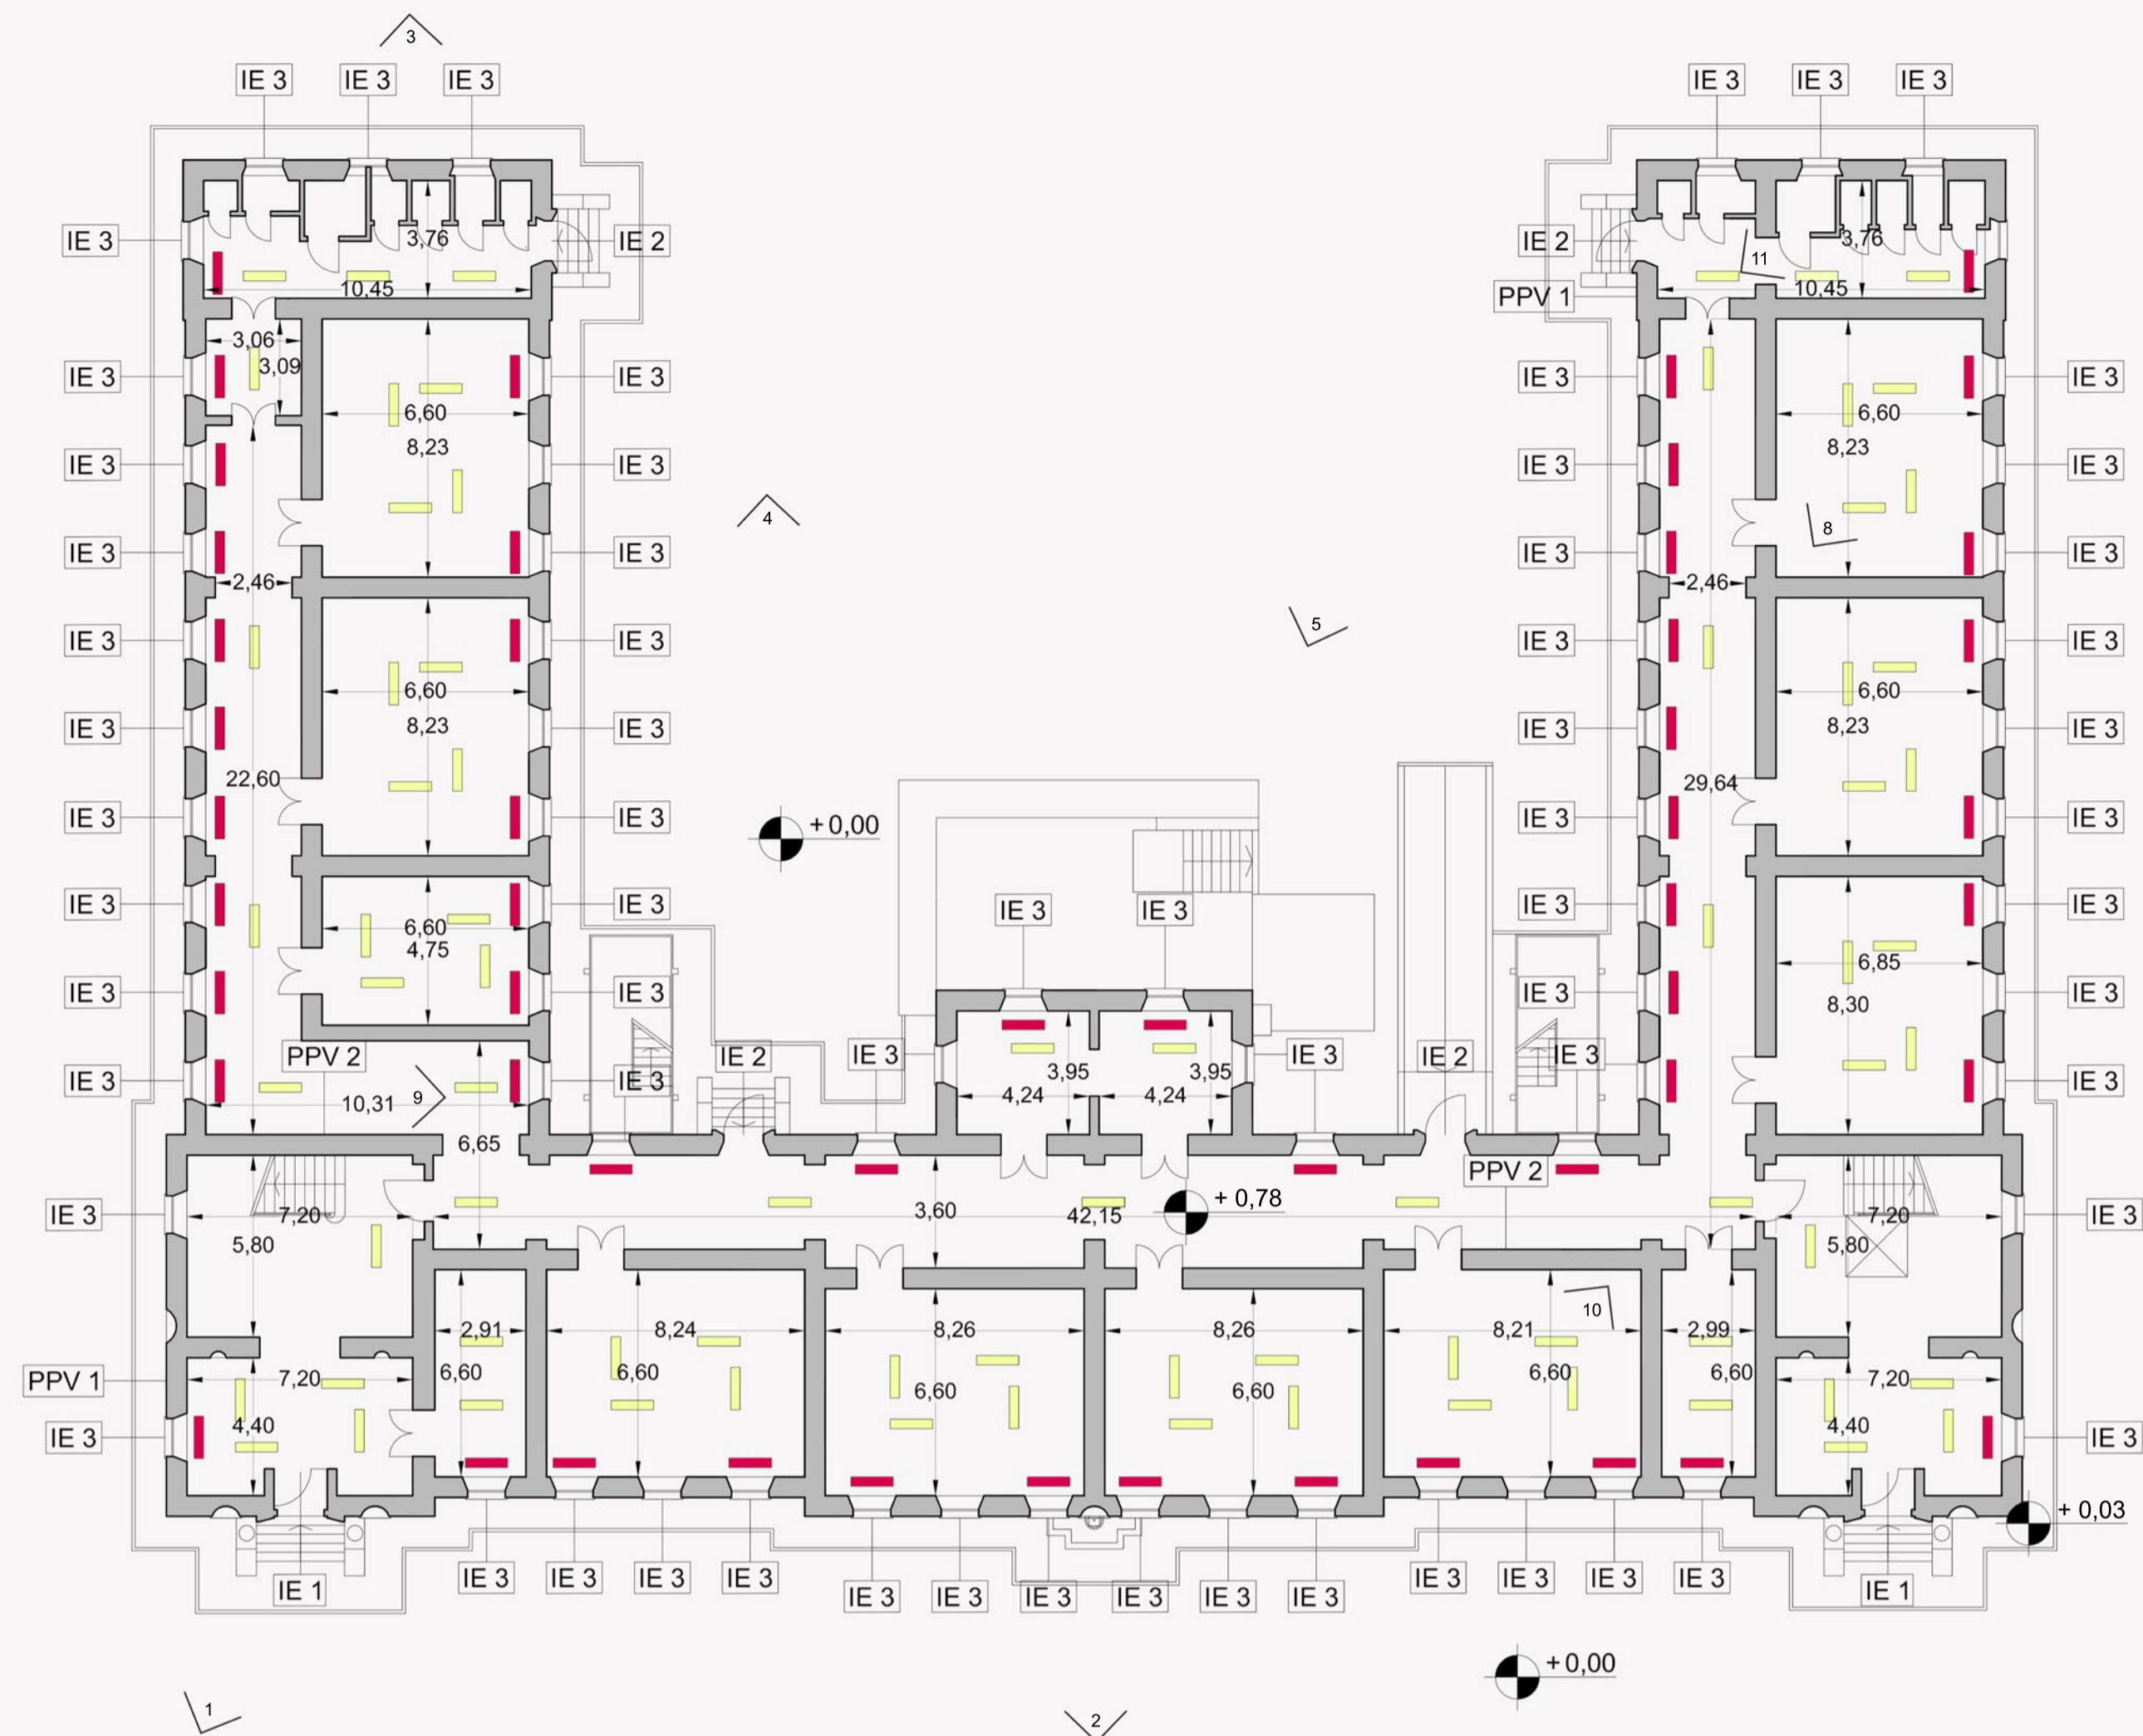 3
IE 3 IE 3 IE 3 IE 3 IE 3 IE 3
IE 3 3,76 IE 2 IE 2 11 3,76
10,45 PPV 1 10,45
3,06
3,09
IE 3 IE 3 IE 3 IE 3
6,60 6,60
8,23 8,23
IE 3 IE 3 IE 3 IE 3
4 8
IE 3 IE 3 IE 3 IE 3
2,46 2,46
5
IE 3 IE 3 IE 3 IE 3
6,60 6,60
8,23 8,23
IE 3 IE 3 IE 3 IE 3
22,60 29,64
IE 3 IE 3 +0,00 IE 3 IE 3
IE 3 IE 3 IE 3 IE 3 IE 3 IE 3
6,60
4,75 6,85
IE 3 IE 3 IE 3 IE 3
8,30
PPV 2 IE 2 IE 3 IE 3 IE 2 IE 3
3,95 3,95
IE 3 IE 3 IE 3
10,31 9 4,24 4,24
6,65
PPV 2
IE 3 7,20 3,60 42,15 + 0,78 7,20 IE 3
5,80 5,80
10
2,91 8,24 8,26 8,26 8,21 2,99
PPV 1 7,20 6,60 6,60 6,60 6,60 6,60 6,60 7,20
4,40 4,40
IE 3 IE 3
+ 0,03
IE 3 IE 3 IE 3 IE 3 IE 3 IE 3 IE 3 IE 3
IE 1 IE 3 IE 3 IE 3 IE 3 IE 3 IE 3 IE 1
+0,00
1 2